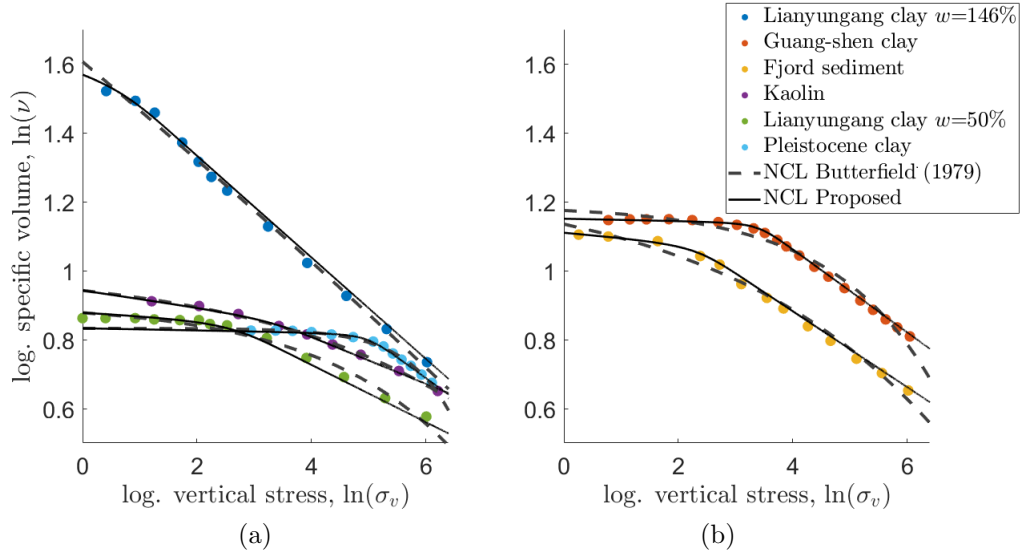 Lianyungang clay w=146%
Guang-shen clay
Fjord sediment
Kaolin
Lianyungang clay w=50%
Pleistocene clay
NCL Butterfield (1979)
NCL Proposed
log. specific volume, ln(ν)
1.6
1.4
1.2
1
0.8
0.6
0 2 4 6
log. vertical stress, ln(σ_v)
(a)
1.6
1.4
1.2
1
0.8
0.6
0 2 4 6
log. vertical stress, ln(σ_v)
(b)